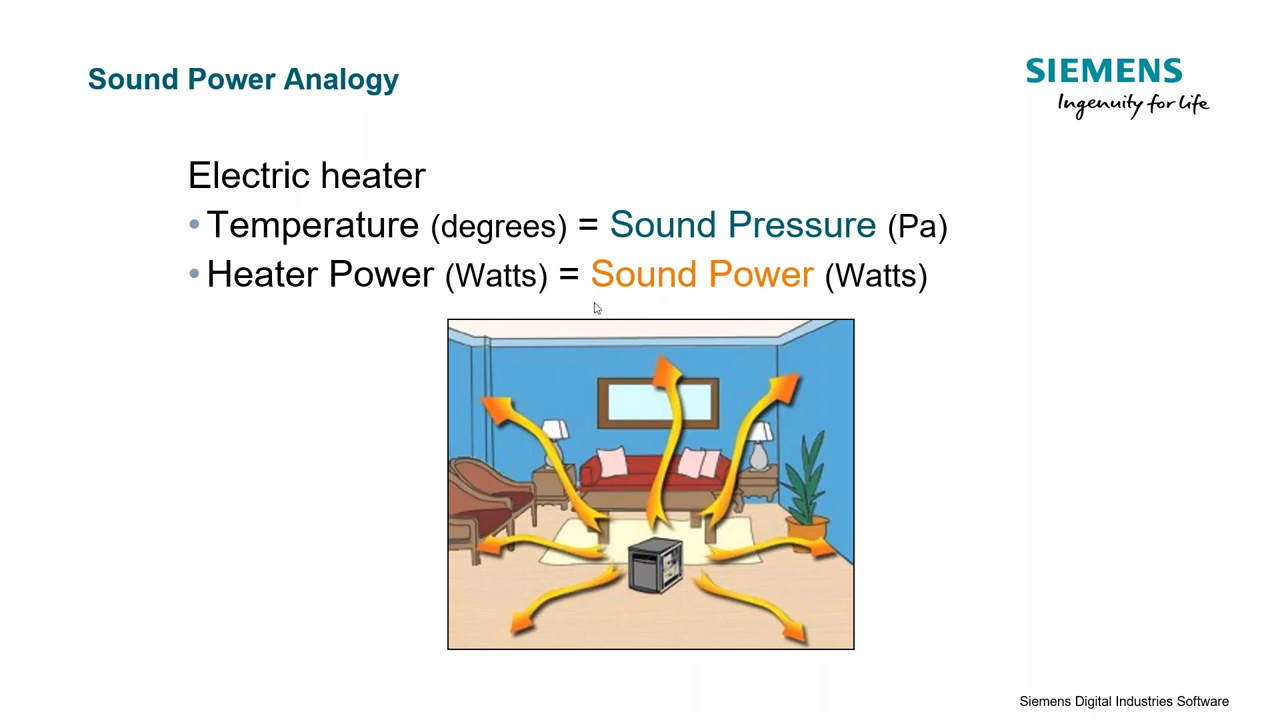 Sound Power Analogy
SIEMENS
Ingenuity for life
Electric heater
• Temperature (degrees) = Sound Pressure (Pa)
• Heater Power (Watts) = Sound Power (Watts)
Siemens Digital Industries Software